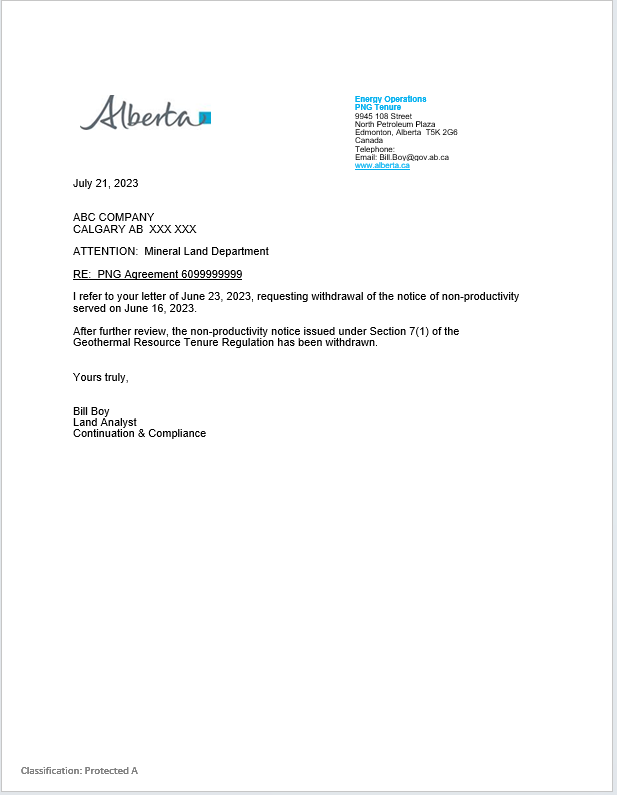 Alberta
Energy Operations
PNG Tenure
9945 108 Street
North Petroleum Plaza
Edmonton, Alberta  T5K 2G6
Canada
Telephone:
Email: Bill.Boy@gov.ab.ca
www.alberta.ca
July 21, 2023
ABC COMPANY
CALGARY AB  XXX XXX
ATTENTION:  Mineral Land Department
RE:  PNG Agreement 6099999999
I refer to your letter of June 23, 2023, requesting withdrawal of the notice of non-productivity
served on June 16, 2023.
After further review, the non-productivity notice issued under Section 7(1) of the
Geothermal Resource Tenure Regulation has been withdrawn.
Yours truly,
Bill Boy
Land Analyst
Continuation & Compliance
Classification: Protected A